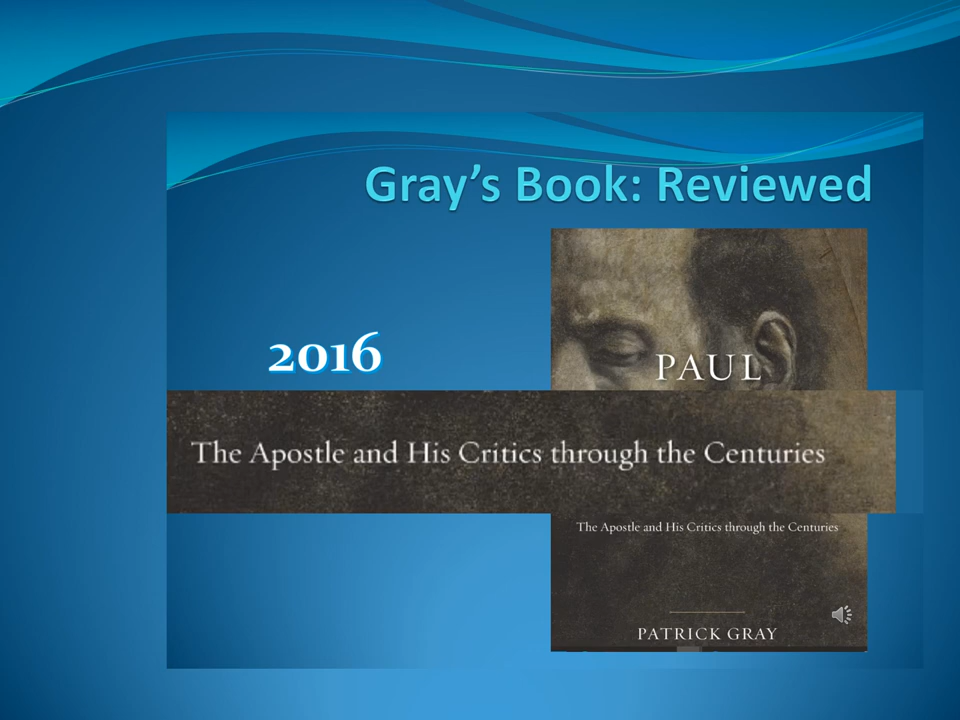 Gray's Book: Reviewed
2016
PAUL
The Apostle and His Critics through the Centuries
The Apostle and His Critics through the Centuries
PATRICK GRAY